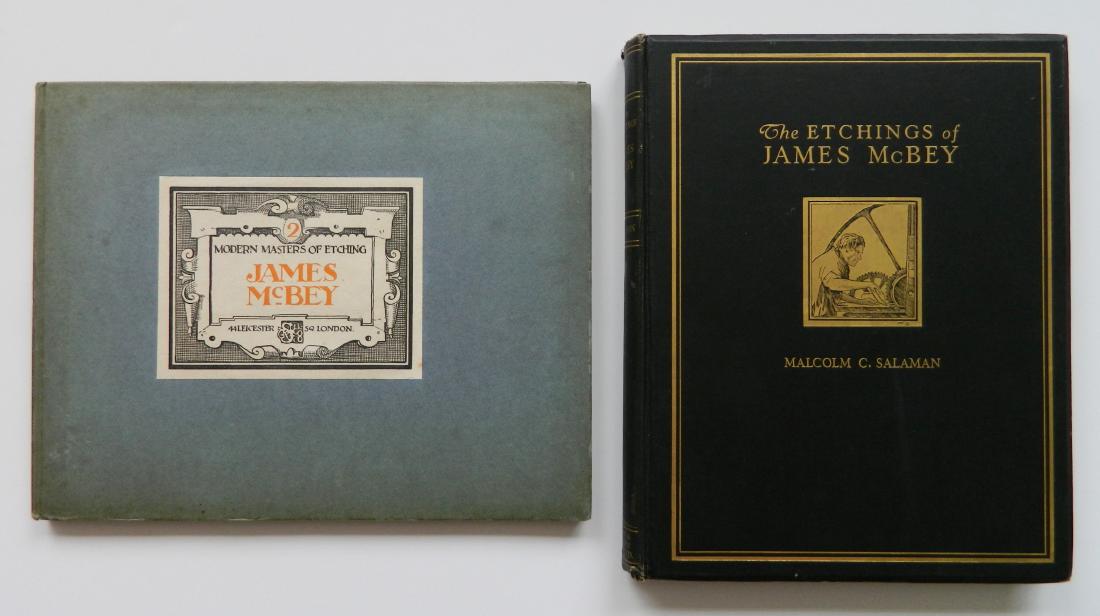 2
MODERN MASTERS OF ETCHING
JAMES
McBEY
44 LEICESTER SQ LONDON.
The ETCHINGS of
JAMES McBEY
MALCOLM C. SALAMAN